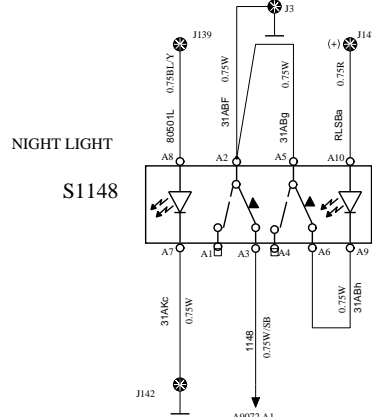 J3
J139
(+)
J14
0.75BL/Y
0.75W
0.75W
0.75R
80501L
31ABF
31ABg
RLSBa
NIGHT LIGHT
A8
A2
A5
A10
S1148
A7
A1
A3
A4
A6
A9
31AKc
0.75W
1148
0.75W/SB
0.75W
31ABh
J142
A9072 A1